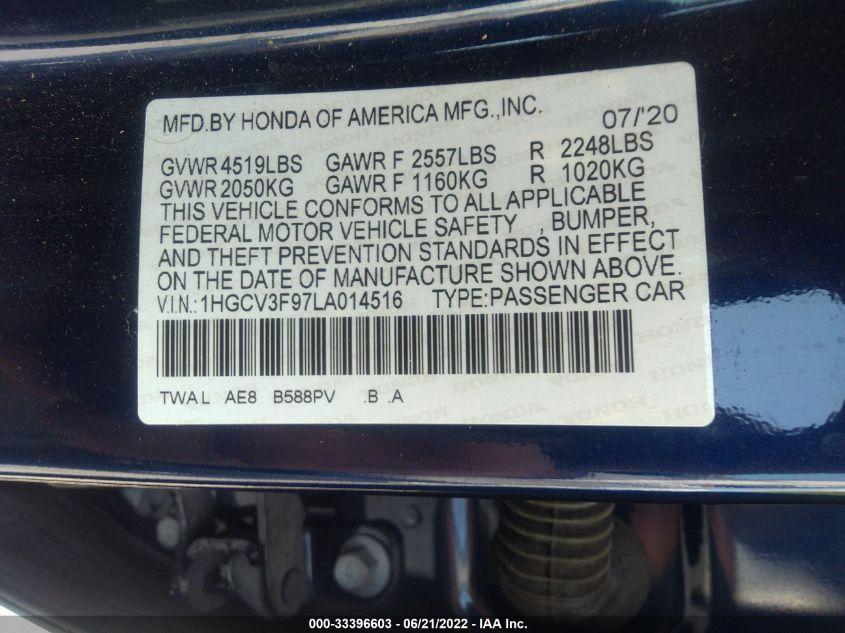 MFD.BY HONDA OF AMERICA MFG.,INC. 07/'20
GVWR 4519LBS GAWR F 2557LBS R 2248LBS
GVWR 2050KG GAWR F 1160KG R 1020KG
THIS VEHICLE CONFORMS TO ALL APPLICABLE
FEDERAL MOTOR VEHICLE SAFETY , BUMPER,
AND THEFT PREVENTION STANDARDS IN EFFECT
ON THE DATE OF MANUFACTURE SHOWN ABOVE.
V.I.N.: 1HGCV3F97LA014516 TYPE:PASSENGER CAR
TWA L AE8 B588PV .B .A
000-33396603 - 06/21/2022 - IAA Inc.